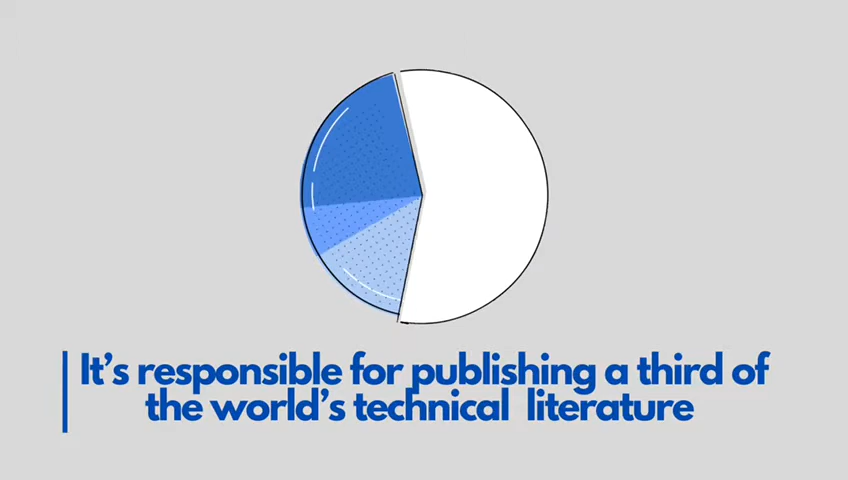 It’s responsible for publishing a third of
the world’s technical literature